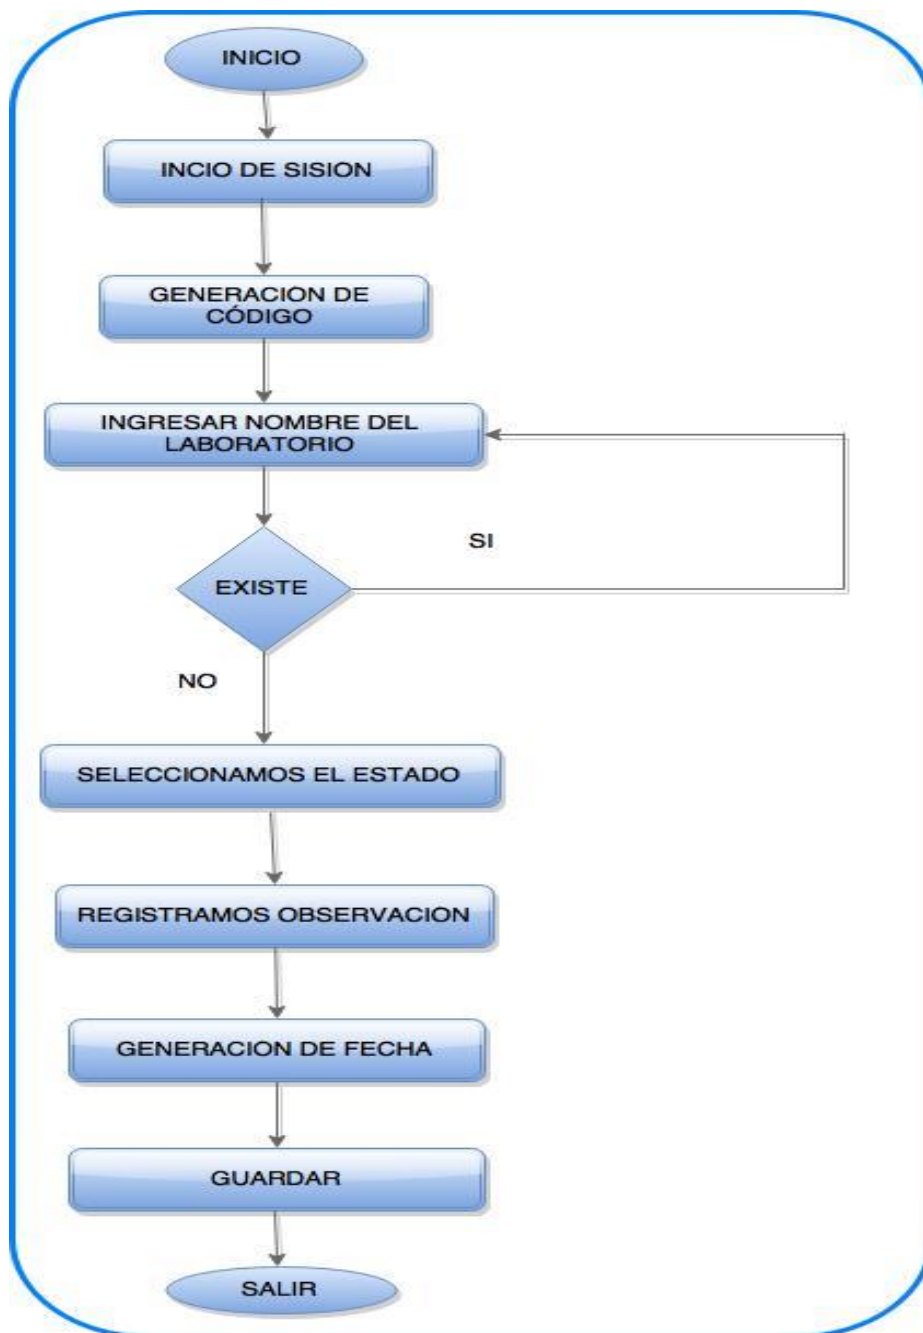 INICIO
INCIO DE SISION
GENERACION DE
CÓDIGO
INGRESAR NOMBRE DEL
LABORATORIO
SI
EXISTE
NO
SELECCIONAMOS EL ESTADO
REGISTRAMOS OBSERVACION
GENERACION DE FECHA
GUARDAR
SALIR